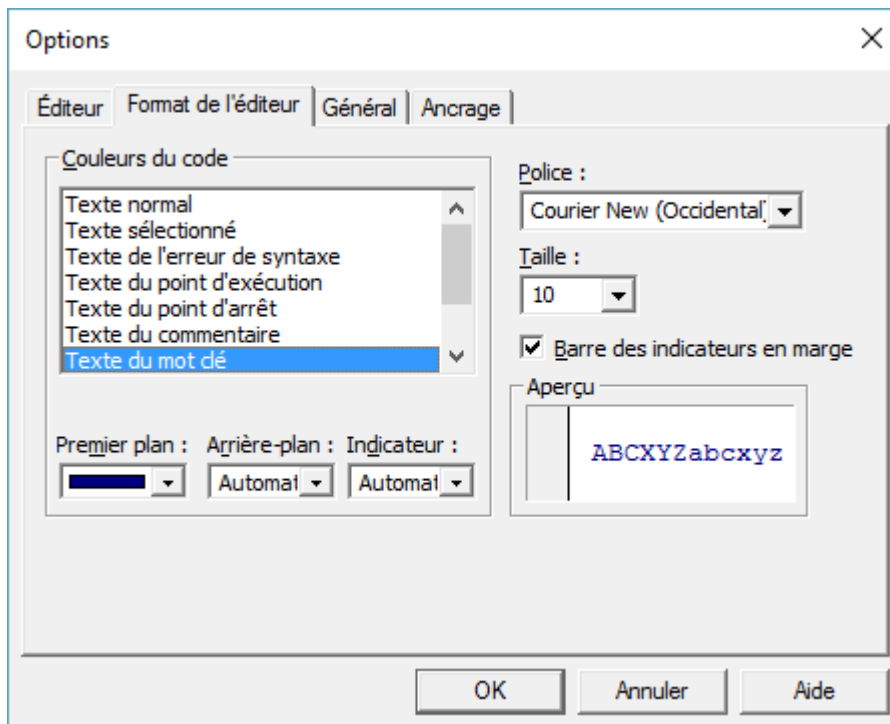 Options
Éditeur
Format de l'éditeur
Général
Ancrage
Couleurs du code
Texte normal
Texte sélectionné
Texte de l'erreur de syntaxe
Texte du point d'exécution
Texte du point d'arrêt
Texte du commentaire
Texte du mot clé
Premier plan :
Arrière-plan :
Indicateur :
Automat
Automat
Police :
Courier New (Occidental)
Taille :
10
Barre des indicateurs en marge
Aperçu
ABCXYZabcxyz
OK
Annuler
Aide